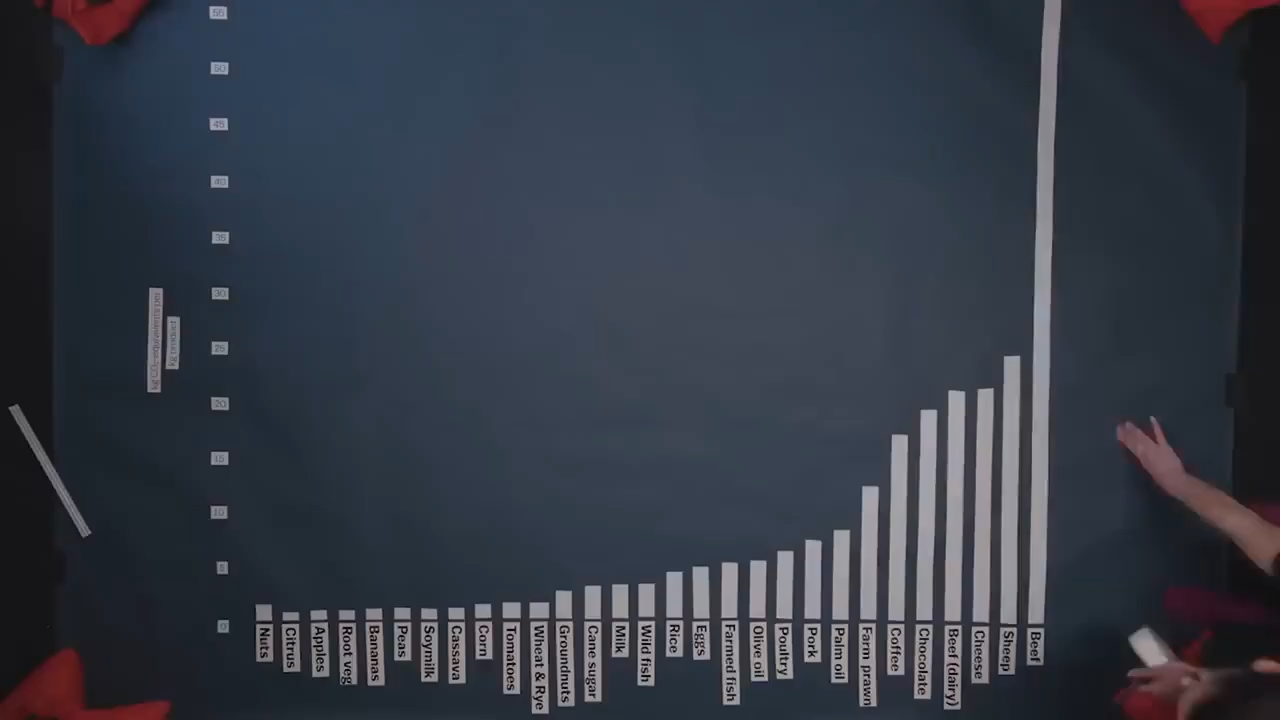 55
50
45
40
35
30
25
20
15
10
5
0
Nuts
Citrus
Apples
Root veg
Bananas
Peas
Soymilk
Cassava
Corn
Tomatoes
Wheat & Rye
Groundnuts
Cane sugar
Milk
Wild fish
Rice
Eggs
Farmed fish
Olive oil
Poultry
Pork
Palm oil
Farm prawn
Coffee
Chocolate
Beef (dairy)
Cheese
Sheep
Beef